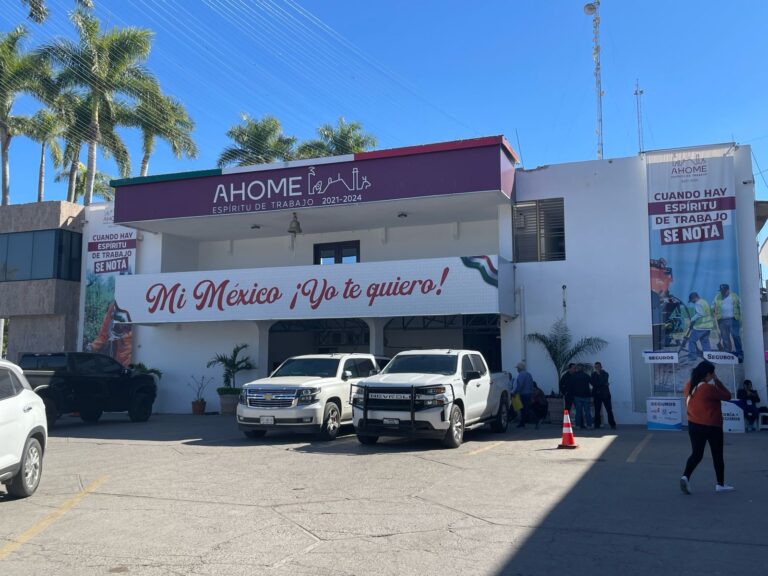 AHOME
ESPÍRITU DE TRABAJO 2021-2024
CUANDO HAY
ESPÍRITU
DE TRABAJO
SE NOTA
Mi México ¡Yo te quiero!
AHOME
CUANDO HAY
ESPÍRITU
DE TRABAJO
SE NOTA
CHEVROLET
SEGUROS
SEGUROS